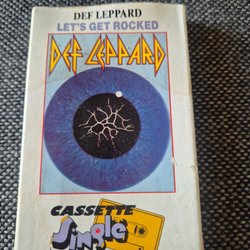 DEF LEPPARD
LET'S GET ROCKED
DEF LEPPARD
CASSETTE
Single